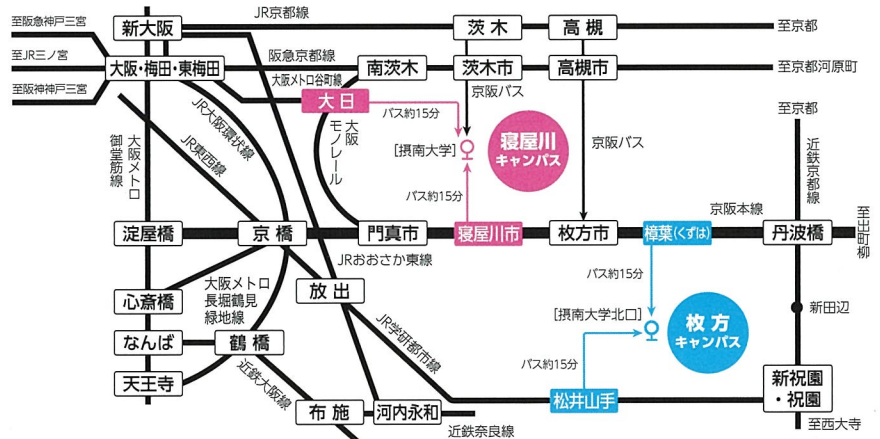 JR京都線
至阪急神戸三宮
新大阪
茨木
高槻
至京都
至JR三ノ宮
大阪・梅田・東梅田
阪急京都線
南茨木
茨木市
高槻市
至京都河原町
至阪神神戸三宮
大阪メトロ谷町線
大日
バス約15分
京阪バス
京阪バス
至京都
JR大阪環状線
JR東西線
大阪メトロ
御堂筋線
大阪
モノレール
[摂南大学]
寝屋川
キャンパス
近鉄京都線
バス約15分
淀屋橋
京橋
門真市
寝屋川市
枚方市
樟葉(くずは)
京阪本線
丹波橋
至出町柳
JRおおさか東線
心斎橋
大阪メトロ
長堀鶴見
緑地線
放出
バス約15分
新田辺
[摂南大学北口]
枚方
キャンパス
なんば
鶴橋
JR学研都市線
バス約15分
天王寺
近鉄大阪線
布施
河内永和
松井山手
新祝園
・祝園
近鉄奈良線
至西大寺